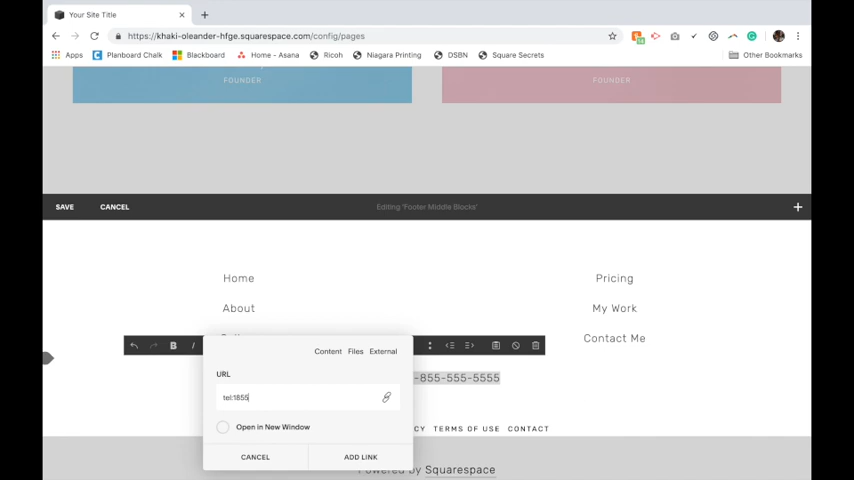 Your Site Title
https://khaki-oleander-hfge.squarespace.com/config/pages
Apps Planboard Chalk Blackboard Home - Asana Ricoh Niagara Printing DSBN Square Secrets Other Bookmarks
FOUNDER. FOUNDER
SAVE CANCEL Editing 'Footer Middle Blocks'
Home Pricing
About My Work
Contact Me
B I
Content Files External
URL
-855-555-5555
tel:1855
Open in New Window
CY TERMS OF USE CONTACT
CANCEL ADD LINK
Powered by Squarespace